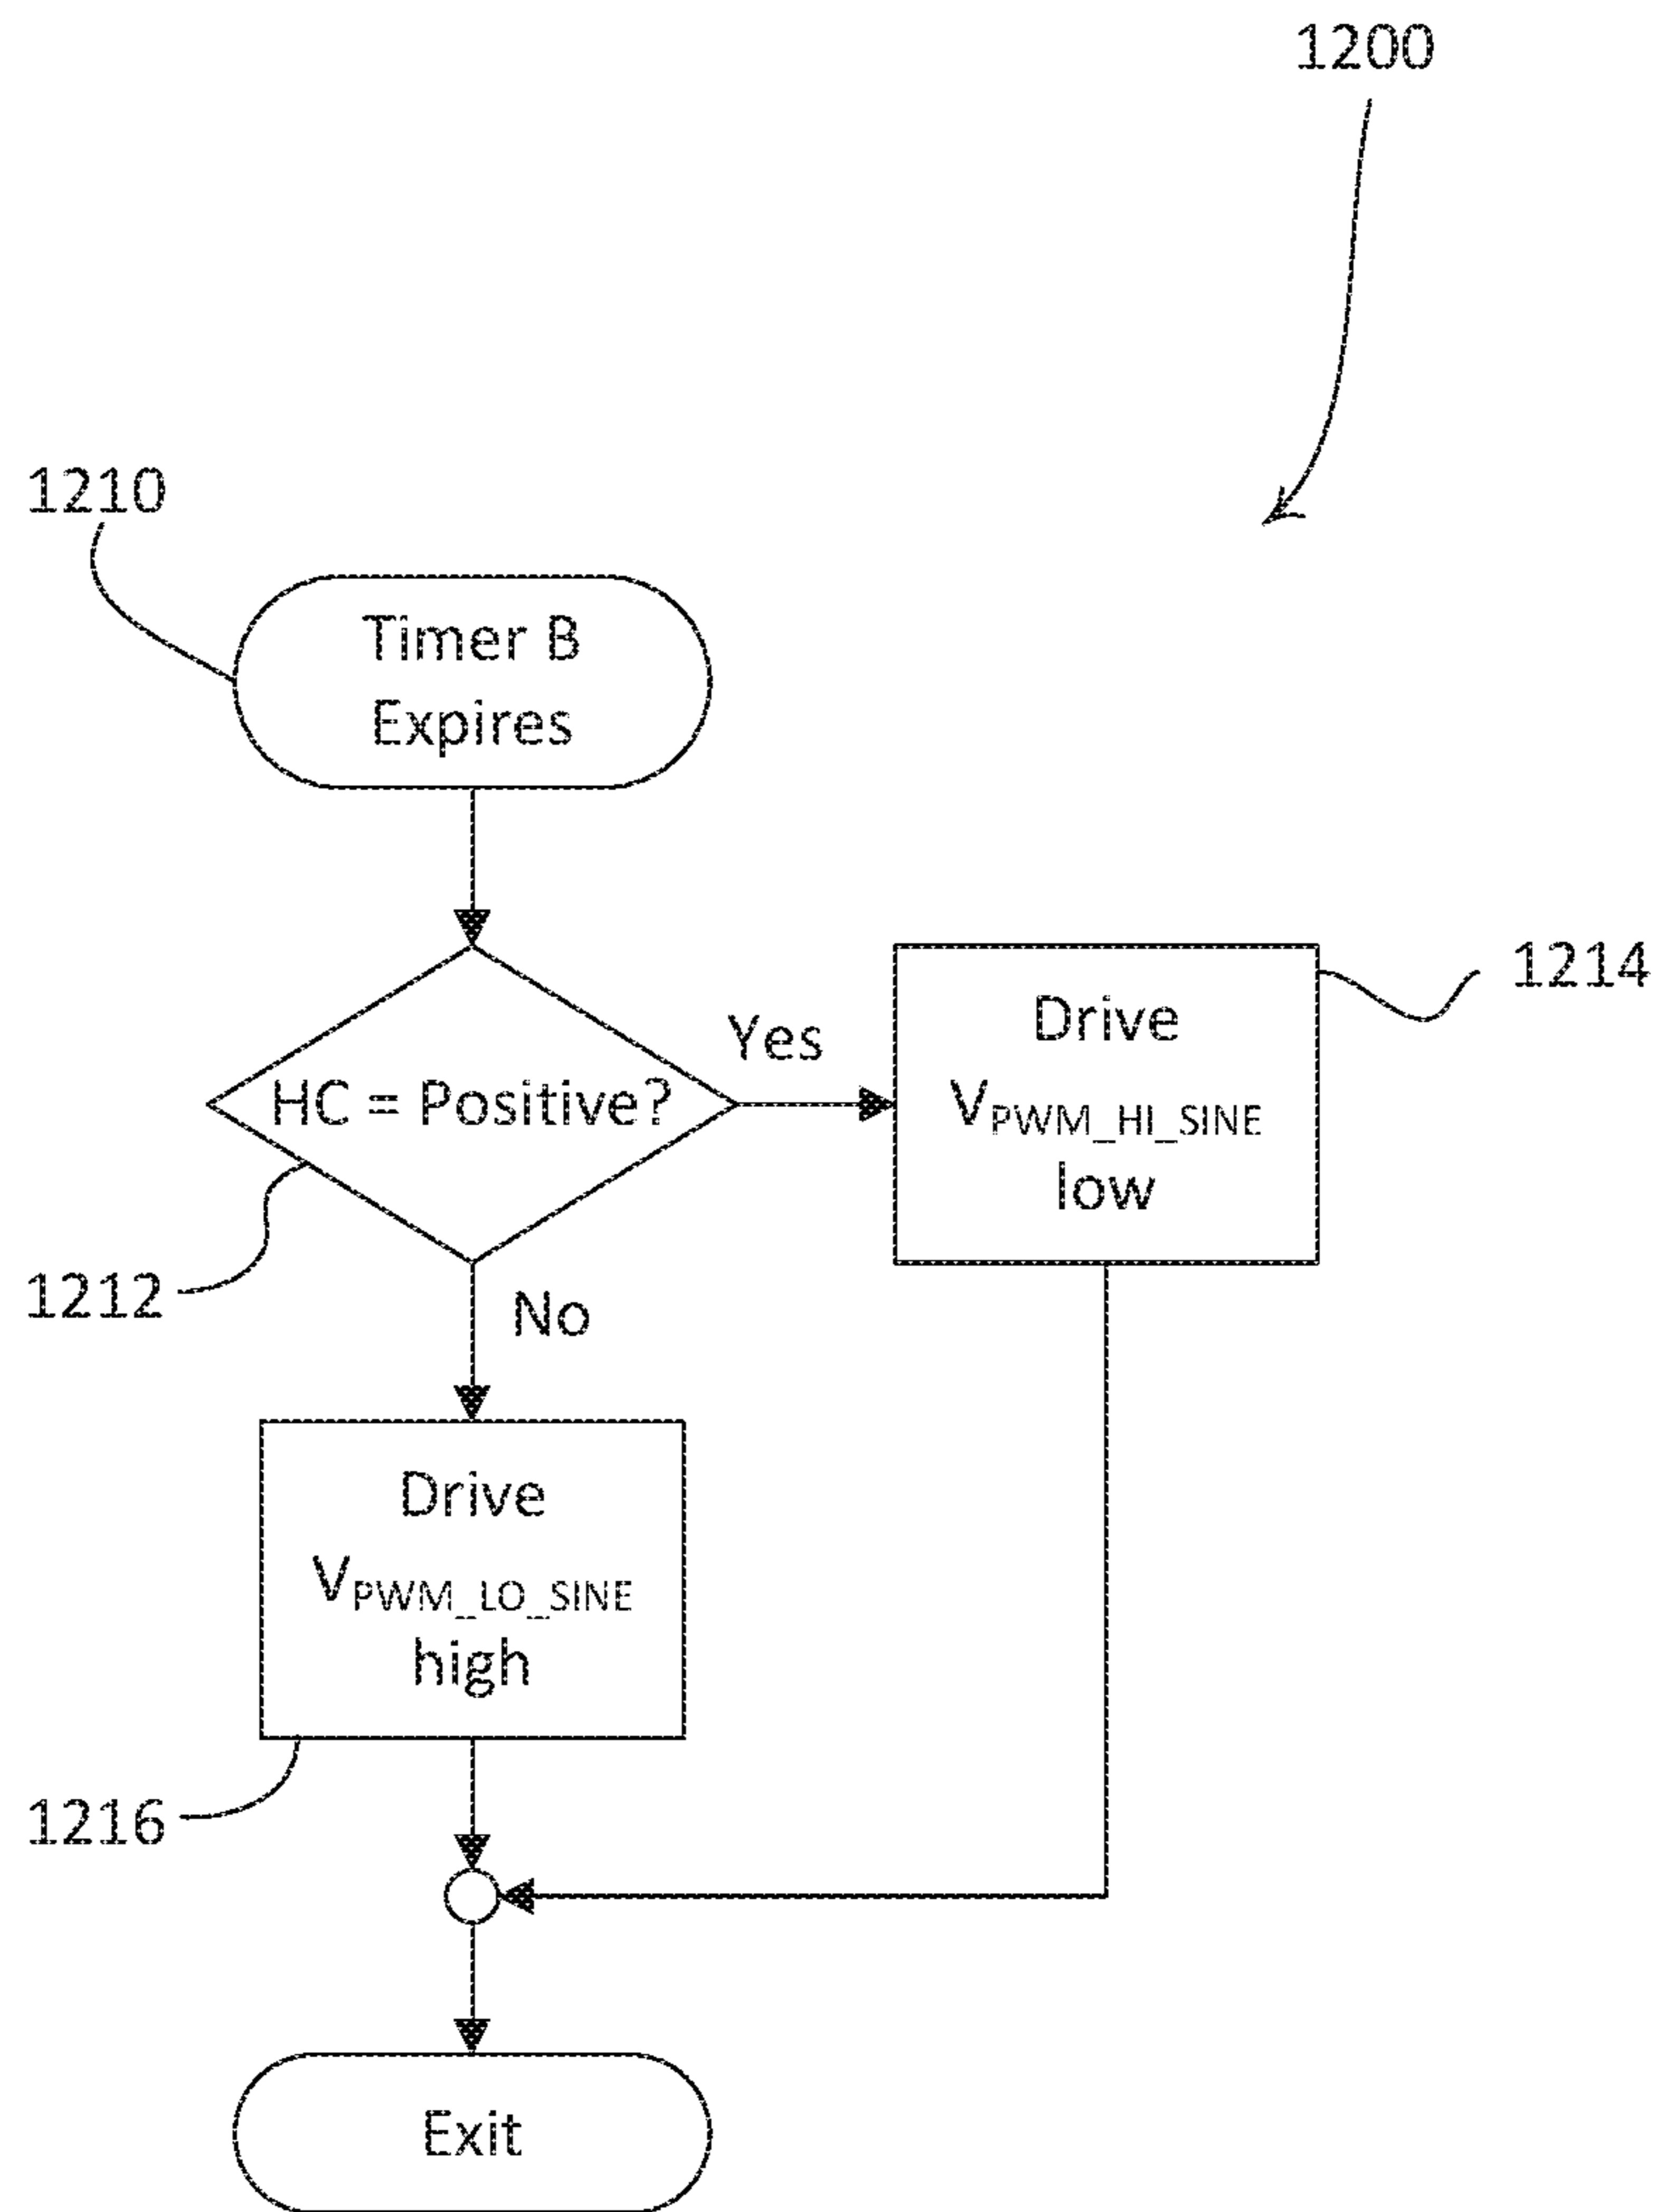 1200
1210
Timer B
Expires
HC = Positive?
Yes
Drive
VPWM_HI_SINE
low
1214
1212
No
Drive
VPWM_LO_SINE
high
1216
Exit